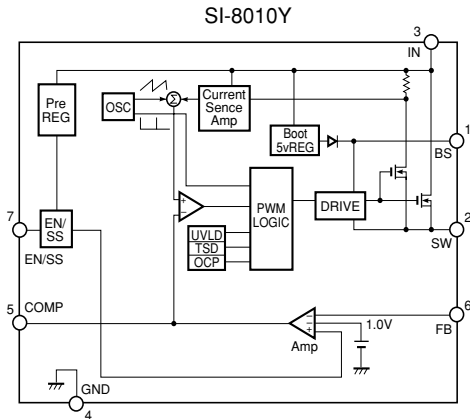 SI-8010Y
3
IN
Pre
REG
OSC
Σ
Current
Sence
Amp
Boot
5vREG
1
BS
+
−
PWM
LOGIC
DRIVE
7
EN/
SS
EN/SS
UVLD
TSD
OCP
2
SW
5
COMP
6
FB
−
−
+
Amp
1.0V
GND
4